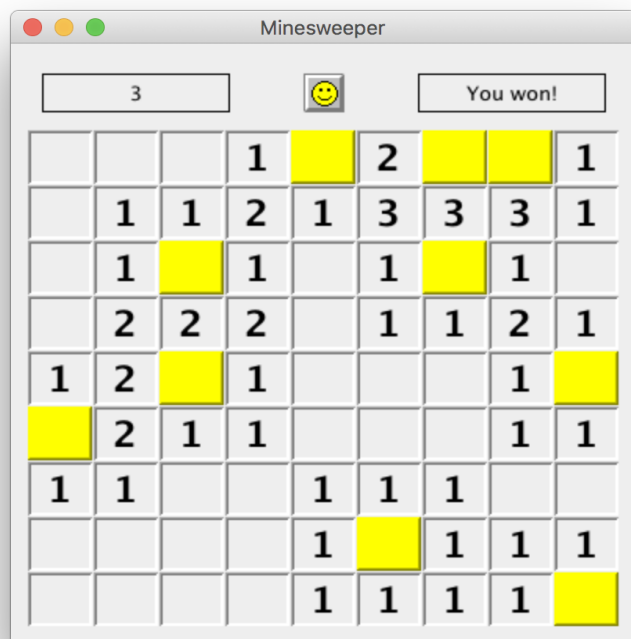 Minesweeper
3 You won!
1 2 1
1 1 2 1 3 3 3 1
1 1 1 1
2 2 2 1 1 2 1
1 2 1 1
2 1 1 1 1
1 1 1 1 1
1 1 1 1
1 1 1 1